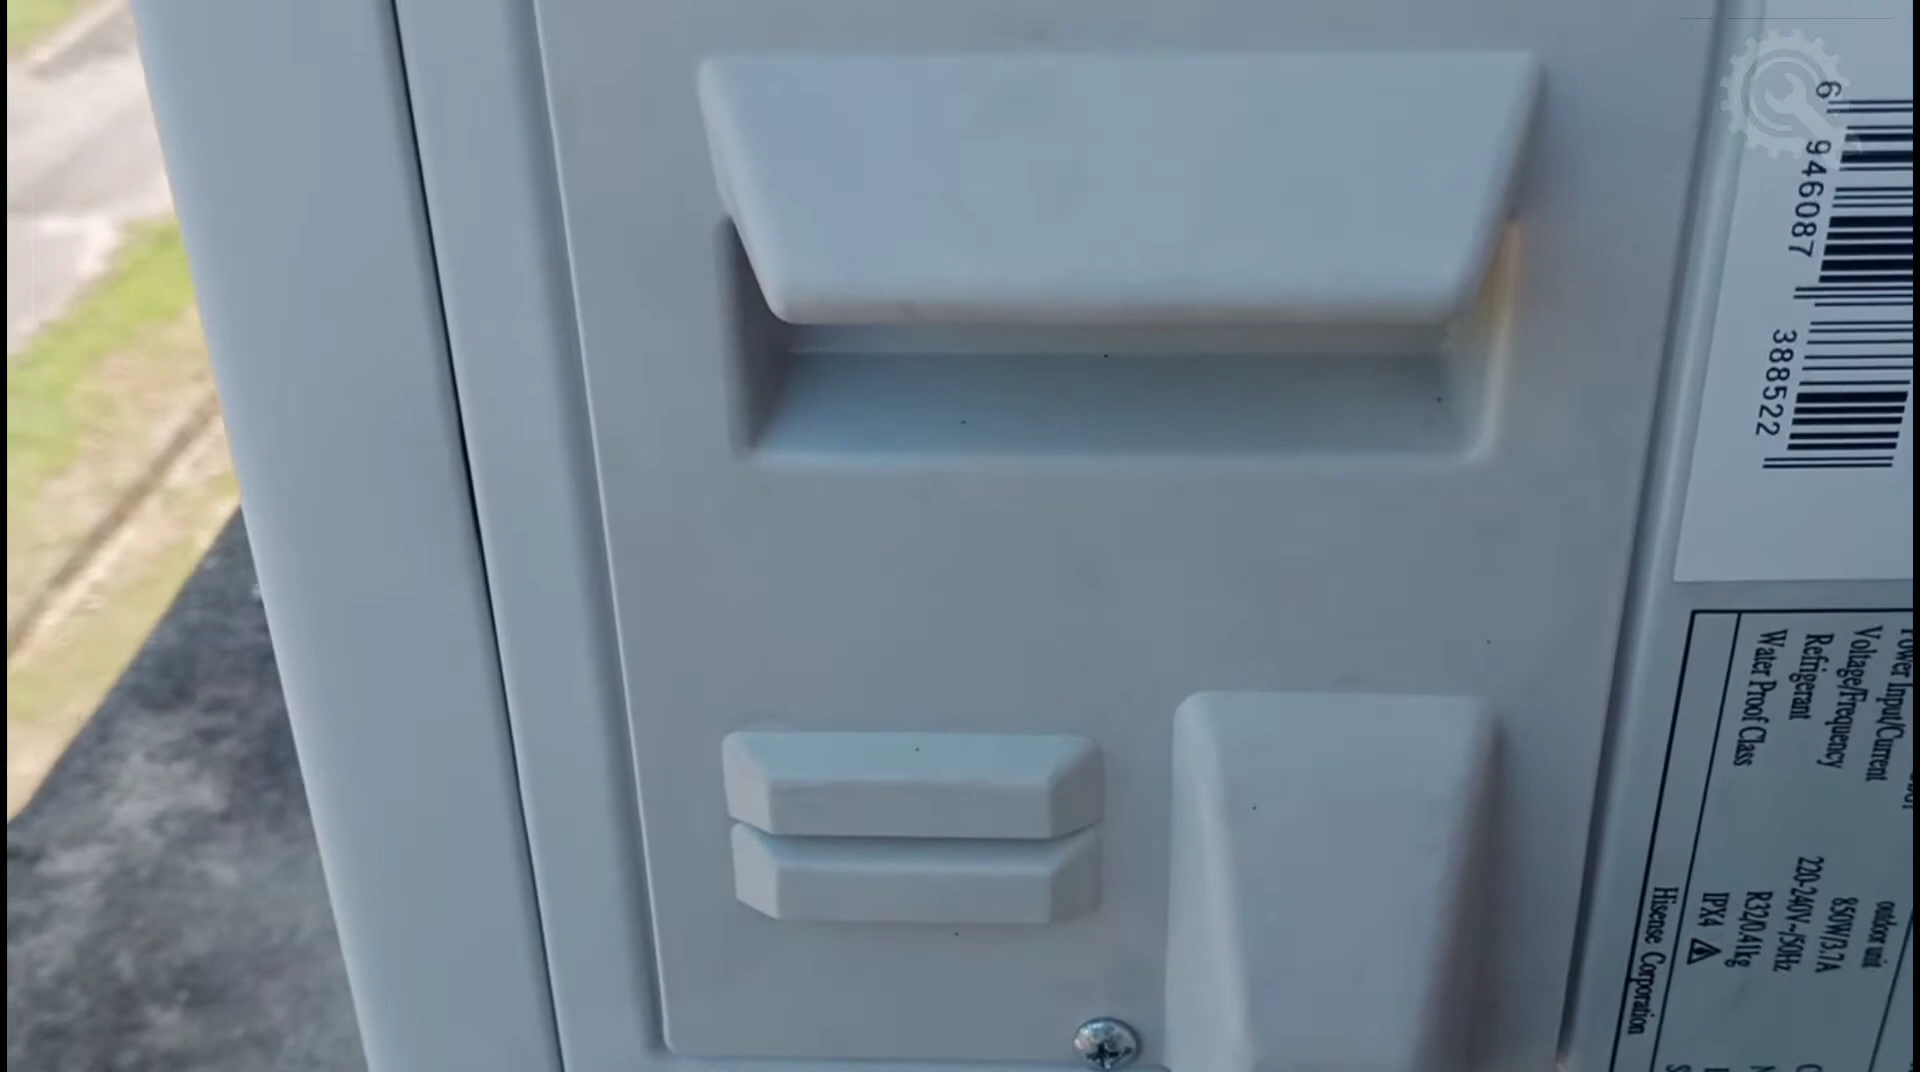 6 946087 388522
Power Input/Current 850W/3.7A
Voltage/Frequency 220-240V~/50Hz
Refrigerant R32/0.41kg
Water Proof Class IPX4
Hisense Corporation
outdoor unit